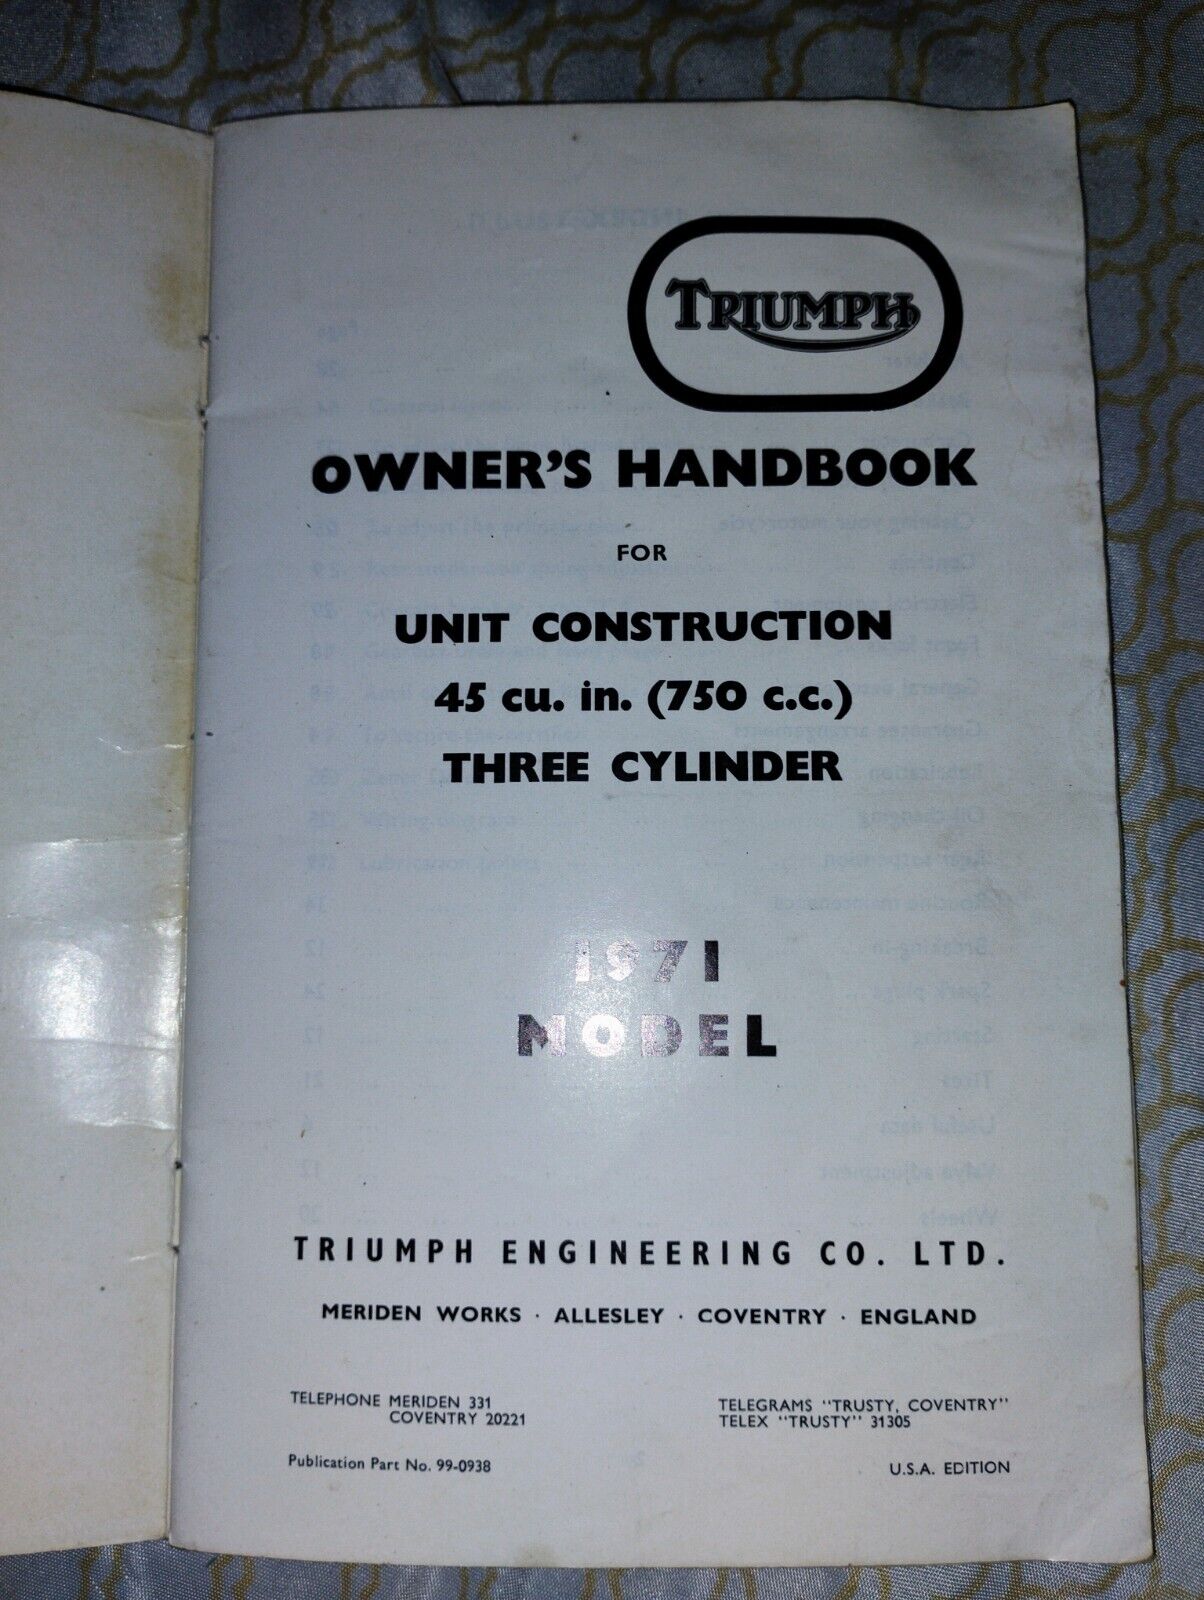 TRIUMPH
OWNER'S HANDBOOK
FOR
UNIT CONSTRUCTION
45 cu. in. (750 c.c.)
THREE CYLINDER
1971
MODEL
TRIUMPH ENGINEERING CO. LTD.
MERIDEN WORKS · ALLESLEY · COVENTRY · ENGLAND
TELEPHONE MERIDEN 331
COVENTRY 20221
TELEGRAMS "TRUSTY, COVENTRY"
TELEX "TRUSTY" 31305
Publication Part No. 99-0938
U.S.A. EDITION